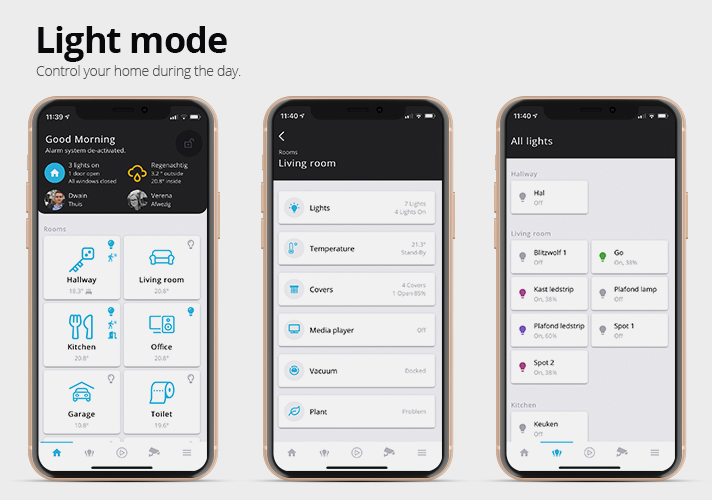 Light mode
Control your home during the day.
11:39
Good Morning
Alarm system de-activated.
3 lights on
1 door open
All windows closed
Regenachtig
3.2 ° outside
20.8° inside
Dwain
Thuis
Verena
Afwezig
Rooms
Hallway
19.3°
Living room
20.8°
Kitchen
20.8°
Office
20.8°
Garage
19.8°
Toilet
19.6°
11:40
Rooms
Living room
Lights
7 Lights
4 Lights On
Temperature
21.3°
Stand-By
Covers
4 Covers
1 Open 85%
Media player
Off
Vacuum
Docked
Plant
Problem
11:40
All lights
Hallway
Hal
Off
Living room
Blitzwolf 1
Off
Go
On, 38%
Kast ledstrip
On, 38%
Plafond lamp
Off
Plafond ledstrip
On, 60%
Spot 1
Off
Spot 2
On, 38%
Kitchen
Keuken
Off